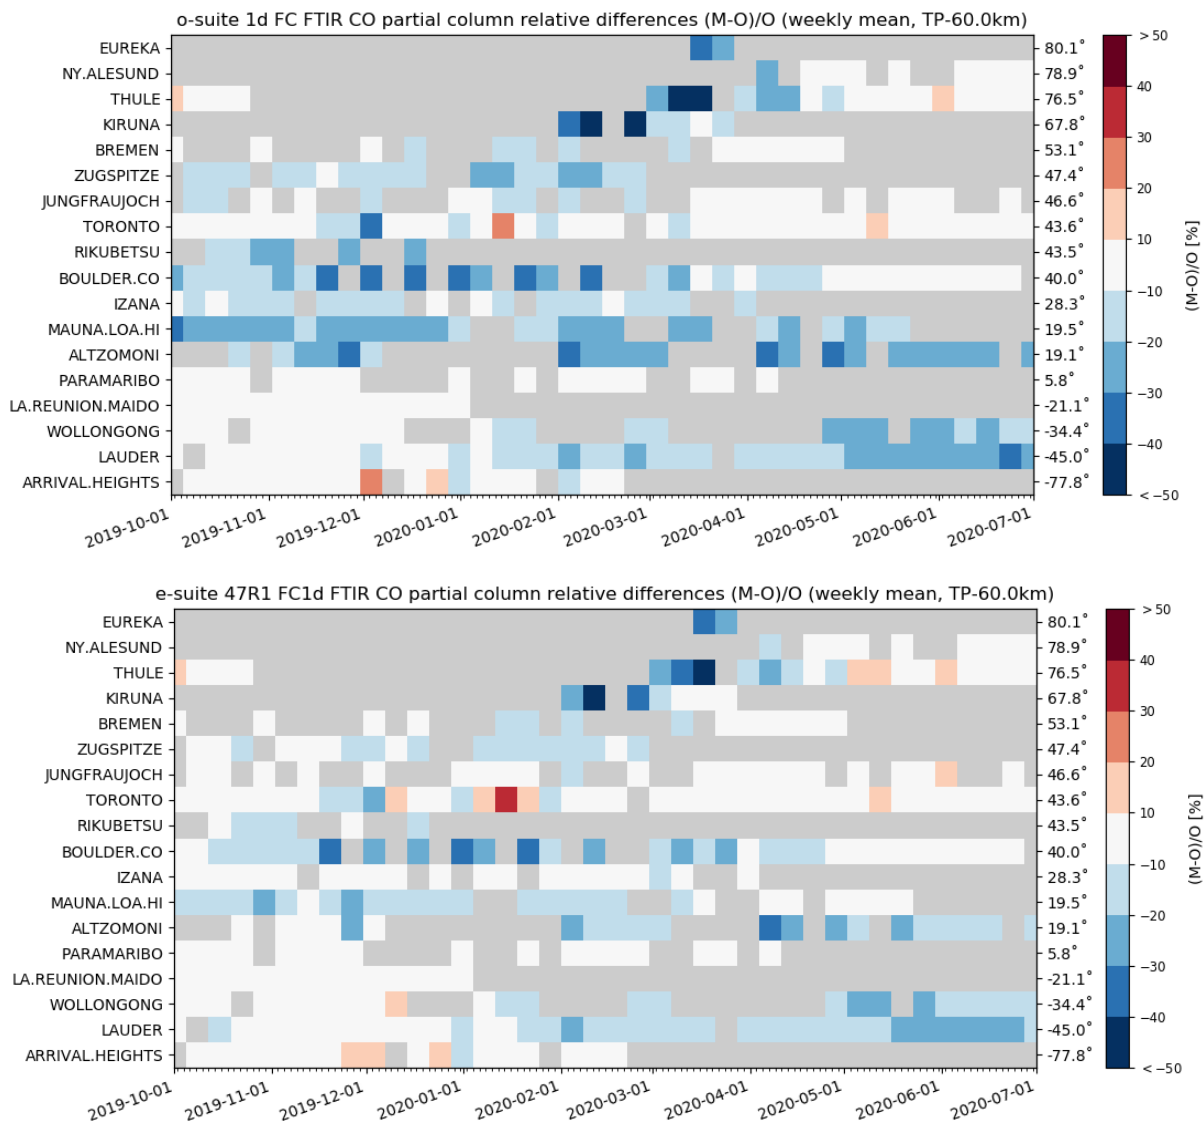 o-suite 1d FC FTIR CO partial column relative differences (M-O)/O (weekly mean, TP-60.0km)
EUREKA 80.1˚ > 50
NY.ALESUND 78.9˚ 40
THULE 76.5˚
KIRUNA 67.8˚ 30
BREMEN 53.1˚
ZUGSPITZE 47.4˚ 20
JUNGFRAUJOCH 46.6˚
TORONTO 43.6˚ 10
RIKUBETSU 43.5˚
BOULDER.CO 40.0˚ −10
IZANA 28.3˚
MAUNA.LOA.HI 19.5˚ −20
ALTZOMONI 19.1˚
PARAMARIBO 5.8˚ −30
LA.REUNION.MAIDO -21.1˚
WOLLONGONG -34.4˚ −40
LAUDER -45.0˚
ARRIVAL.HEIGHTS -77.8˚ < −50
(M-O)/O [%]
2019-10-01 2019-11-01 2019-12-01 2020-01-01 2020-02-01 2020-03-01 2020-04-01 2020-05-01 2020-06-01 2020-07-01
e-suite 47R1 FC1d FTIR CO partial column relative differences (M-O)/O (weekly mean, TP-60.0km)
EUREKA 80.1˚ > 50
NY.ALESUND 78.9˚ 40
THULE 76.5˚
KIRUNA 67.8˚ 30
BREMEN 53.1˚
ZUGSPITZE 47.4˚ 20
JUNGFRAUJOCH 46.6˚
TORONTO 43.6˚ 10
RIKUBETSU 43.5˚
BOULDER.CO 40.0˚ −10
IZANA 28.3˚
MAUNA.LOA.HI 19.5˚ −20
ALTZOMONI 19.1˚
PARAMARIBO 5.8˚ −30
LA.REUNION.MAIDO -21.1˚
WOLLONGONG -34.4˚ −40
LAUDER -45.0˚
ARRIVAL.HEIGHTS -77.8˚ < −50
(M-O)/O [%]
2019-10-01 2019-11-01 2019-12-01 2020-01-01 2020-02-01 2020-03-01 2020-04-01 2020-05-01 2020-06-01 2020-07-01